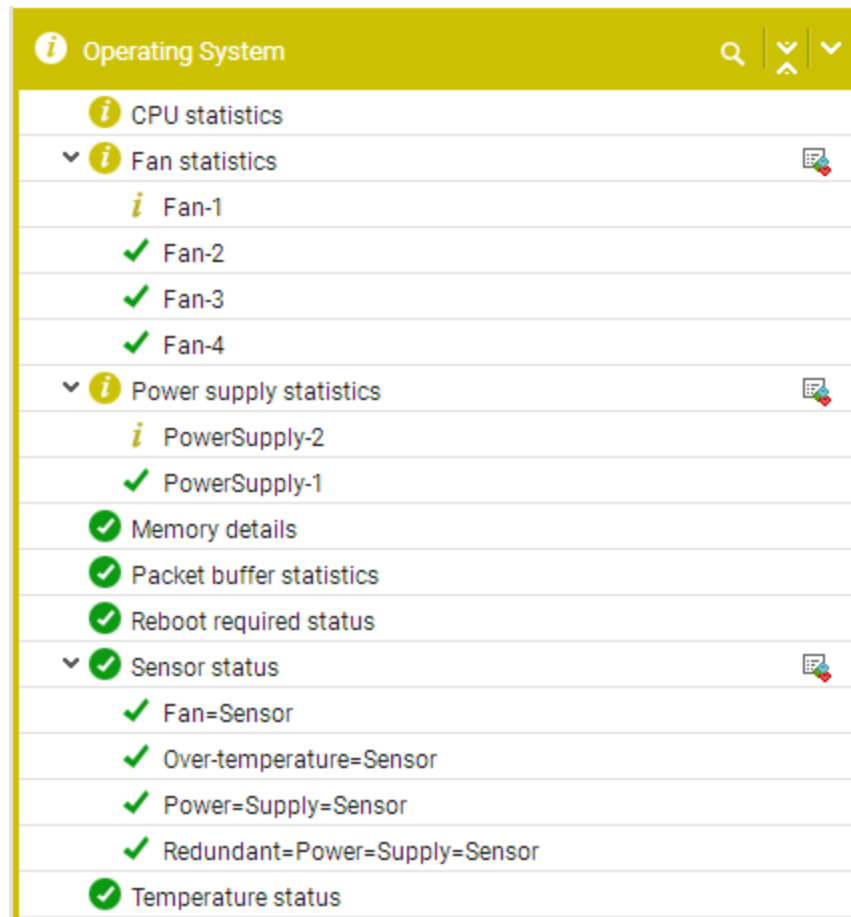 Operating System
CPU statistics
Fan statistics
Fan-1
Fan-2
Fan-3
Fan-4
Power supply statistics
PowerSupply-2
PowerSupply-1
Memory details
Packet buffer statistics
Reboot required status
Sensor status
Fan=Sensor
Over-temperature=Sensor
Power=Supply=Sensor
Redundant=Power=Supply=Sensor
Temperature status